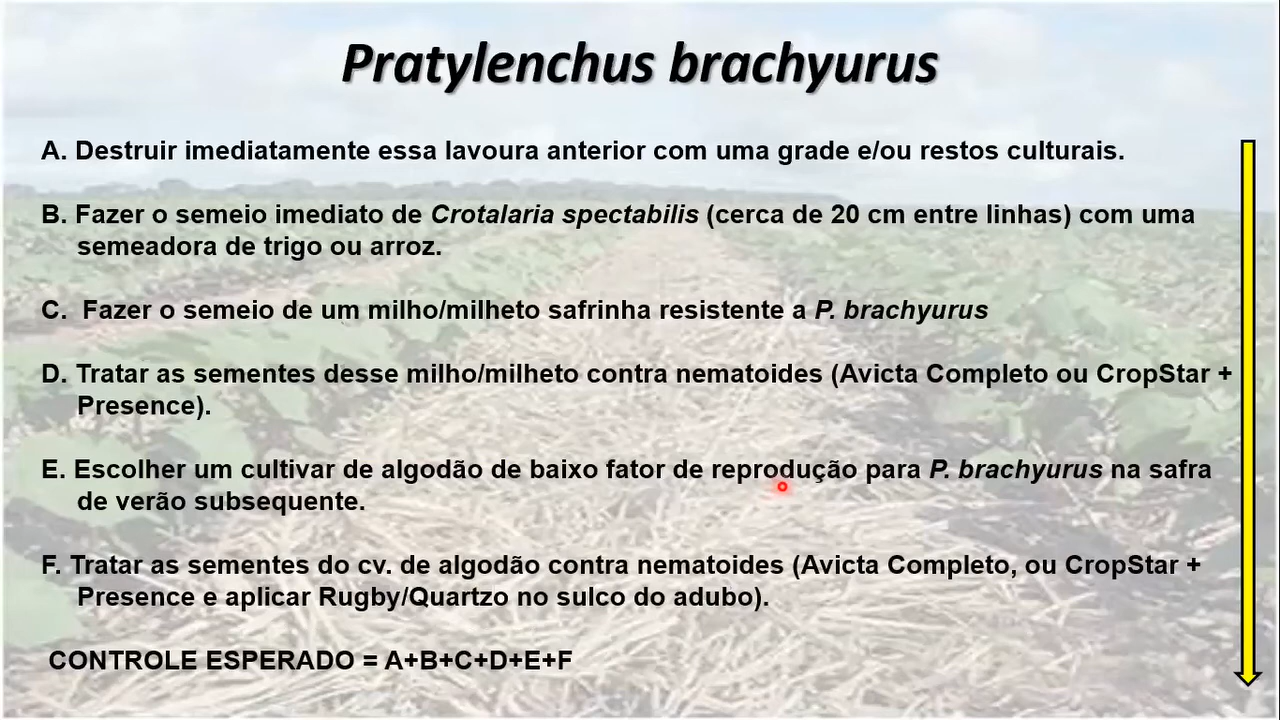 Pratylenchus brachyurus
A. Destruir imediatamente essa lavoura anterior com uma grade e/ou restos culturais.
B. Fazer o semeio imediato de Crotalaria spectabilis (cerca de 20 cm entre linhas) com uma
semeadora de trigo ou arroz.
C. Fazer o semeio de um milho/milheto safrinha resistente a P. brachyurus
D. Tratar as sementes desse milho/milheto contra nematoides (Avicta Completo ou CropStar +
Presence).
E. Escolher um cultivar de algodão de baixo fator de reprodução para P. brachyurus na safra
de verão subsequente.
F. Tratar as sementes do cv. de algodão contra nematoides (Avicta Completo, ou CropStar +
Presence e aplicar Rugby/Quartzo no sulco do adubo).
CONTROLE ESPERADO = A+B+C+D+E+F